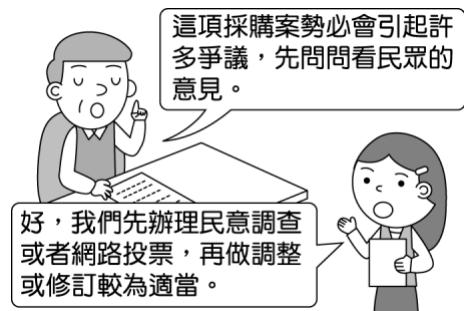 這項採購案勢必會引起許
多爭議，先問問看民眾的
意見。
好，我們先辦理民意調查
或者網路投票，再做調整
或修訂較為適當。